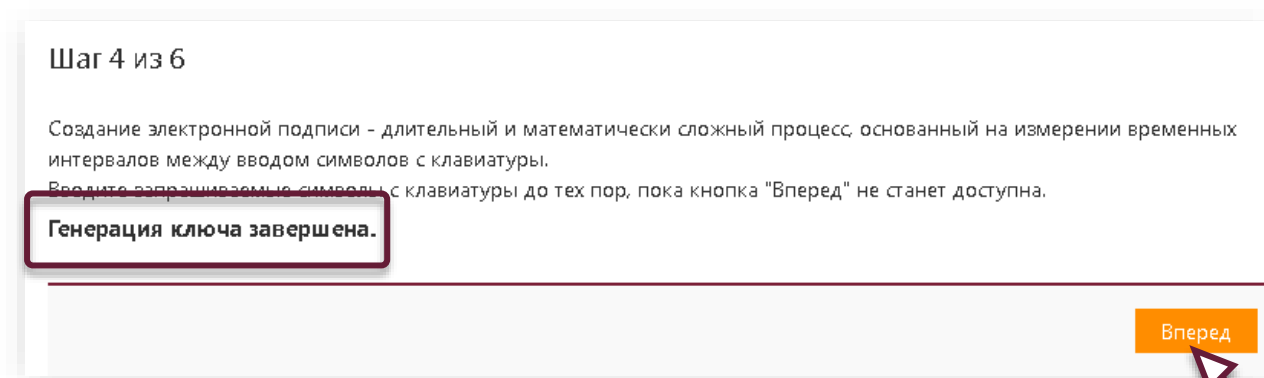 Шаг 4 из 6
Создание электронной подписи - длительный и математически сложный процесс, основанный на измерении временных
интервалов между вводом символов с клавиатуры.
Вводите запрашиваемые символы с клавиатуры до тех пор, пока кнопка "Вперед" не станет доступна.
Генерация ключа завершена.
Вперед